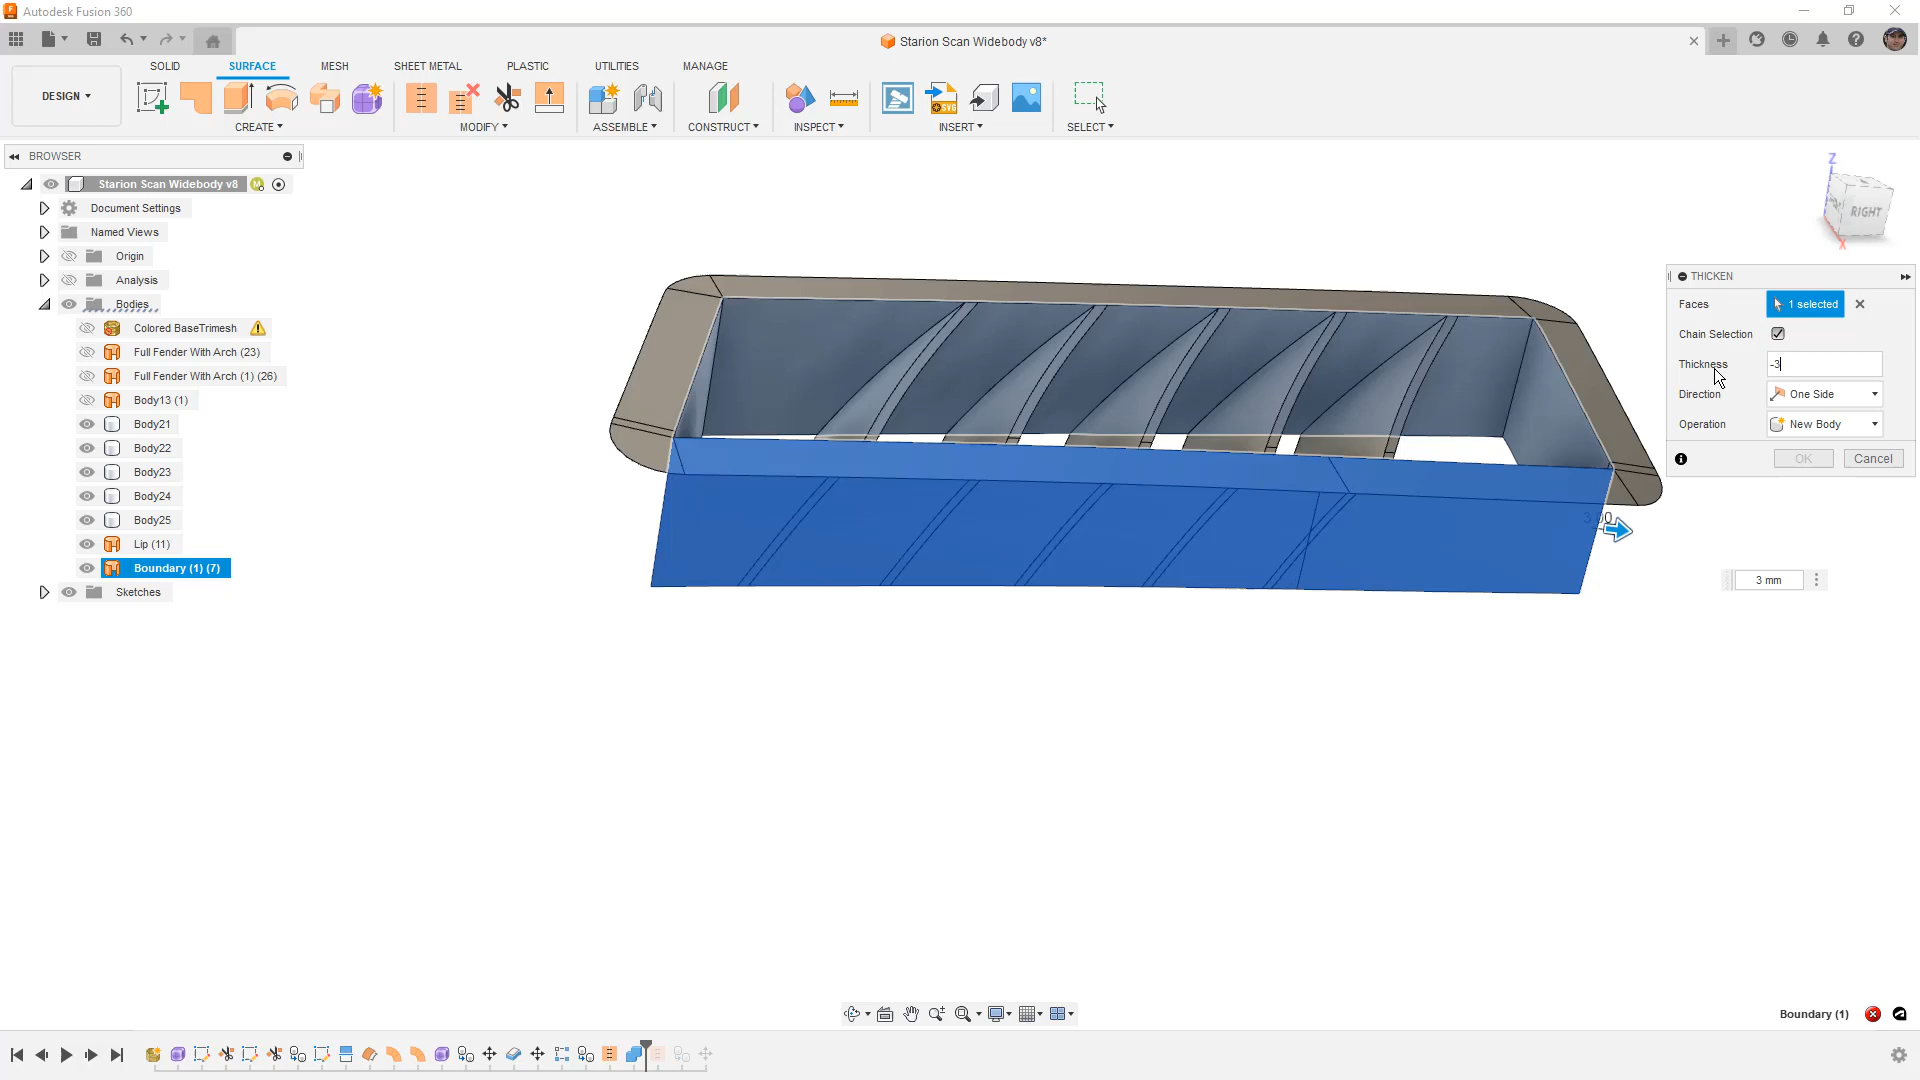 Autodesk Fusion 360
Starion Scan Widebody v8*
DESIGN
SOLID
SURFACE
MESH
SHEET METAL
PLASTIC
UTILITIES
MANAGE
CREATE
MODIFY
ASSEMBLE
CONSTRUCT
INSPECT
INSERT
SELECT
SVG
BROWSER
Starion Scan Widebody v8
Document Settings
Named Views
Origin
Analysis
Bodies
Colored BaseTrimesh
Full Fender With Arch (23)
Full Fender With Arch (1) (26)
Body13 (1)
Body21
Body22
Body23
Body24
Body25
Lip (11)
Boundary (1) (7)
Sketches
Z
RIGHT
X
THICKEN
Faces
1 selected
Chain Selection
Thickness
-3
Direction
One Side
Operation
New Body
OK
Cancel
3 mm
Boundary (1)